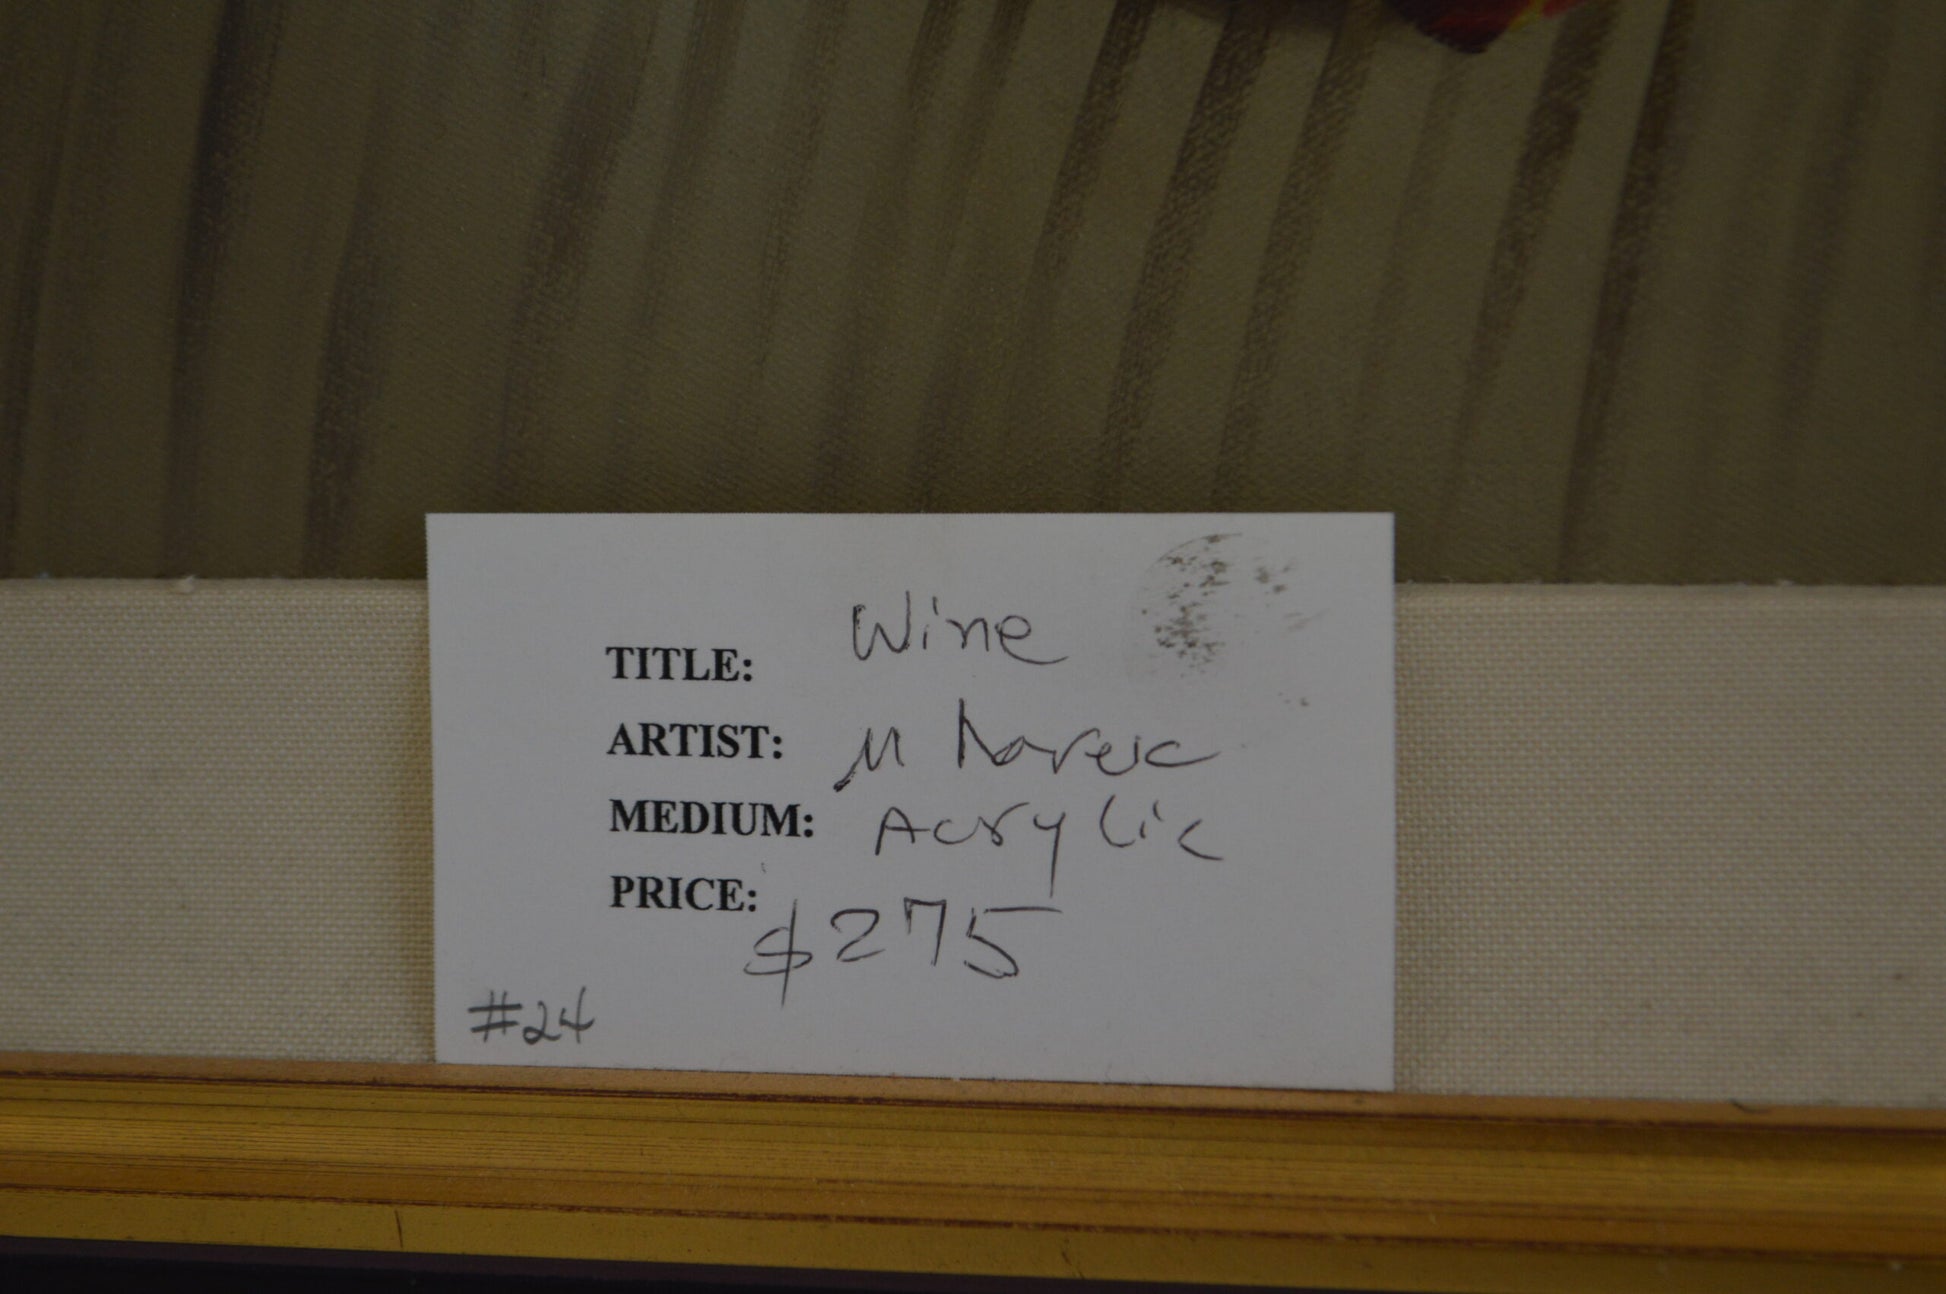 TITLE: Wine
ARTIST: M
MEDIUM: Acrylic
PRICE: $275
#24